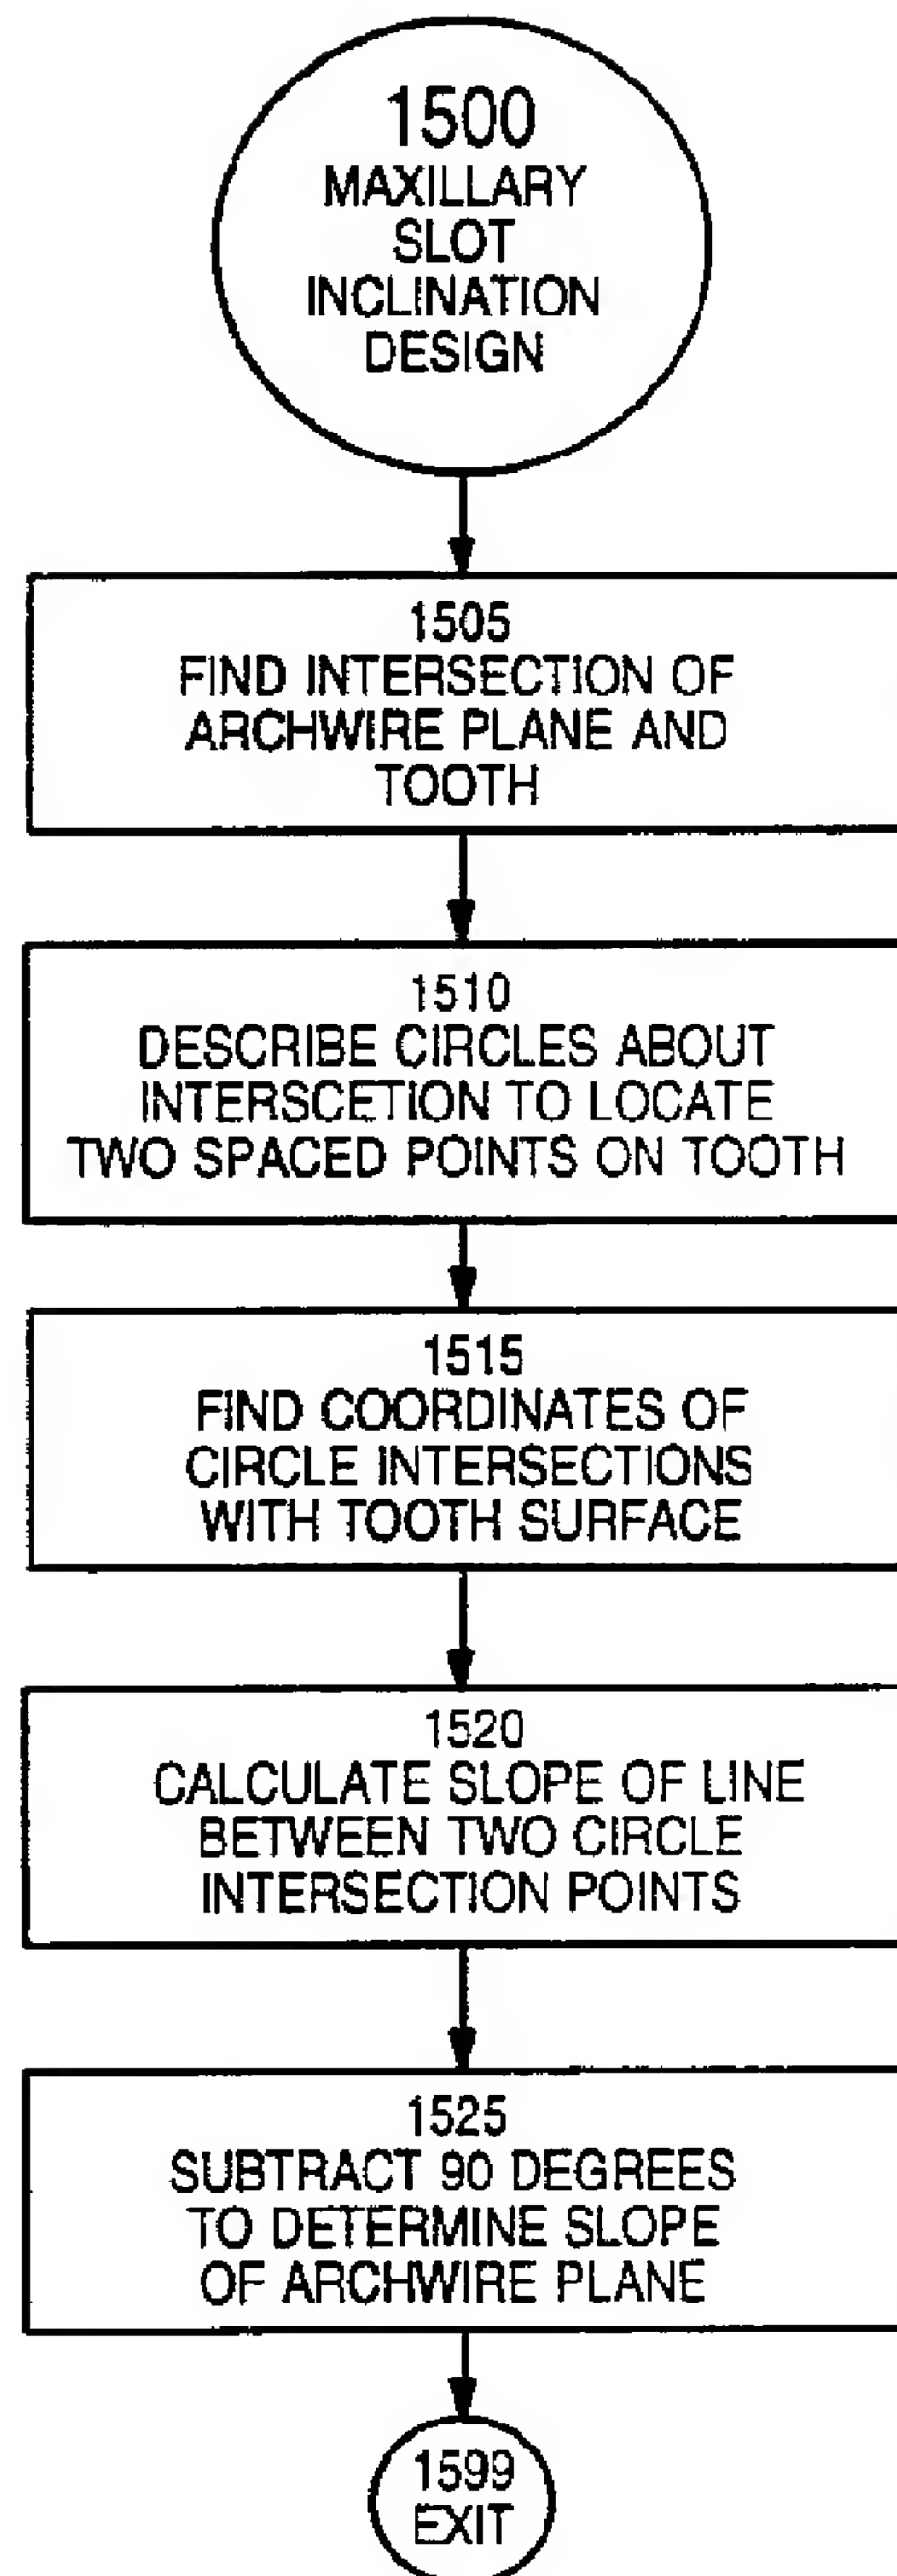 1500
MAXILLARY
SLOT
INCLINATION
DESIGN
1505
FIND INTERSECTION OF
ARCHWIRE PLANE AND
TOOTH
1510
DESCRIBE CIRCLES ABOUT
INTERSCETION TO LOCATE
TWO SPACED POINTS ON TOOTH
1515
FIND COORDINATES OF
CIRCLE INTERSECTIONS
WITH TOOTH SURFACE
1520
CALCULATE SLOPE OF LINE
BETWEEN TWO CIRCLE
INTERSECTION POINTS
1525
SUBTRACT 90 DEGREES
TO DETERMINE SLOPE
OF ARCHWIRE PLANE
1599
EXIT